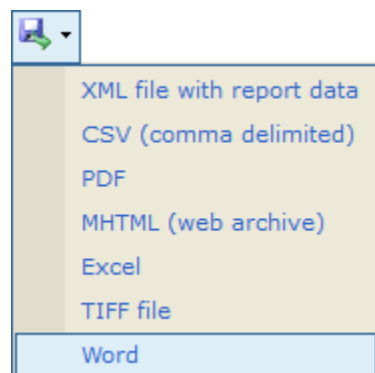 XML file with report data
CSV (comma delimited)
PDF
MHTML (web archive)
Excel
TIFF file
Word